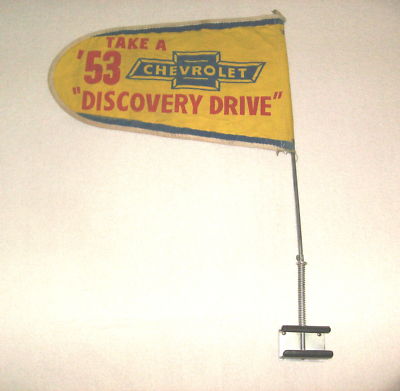 TAKE A
'53 CHEVROLET
"DISCOVERY DRIVE"